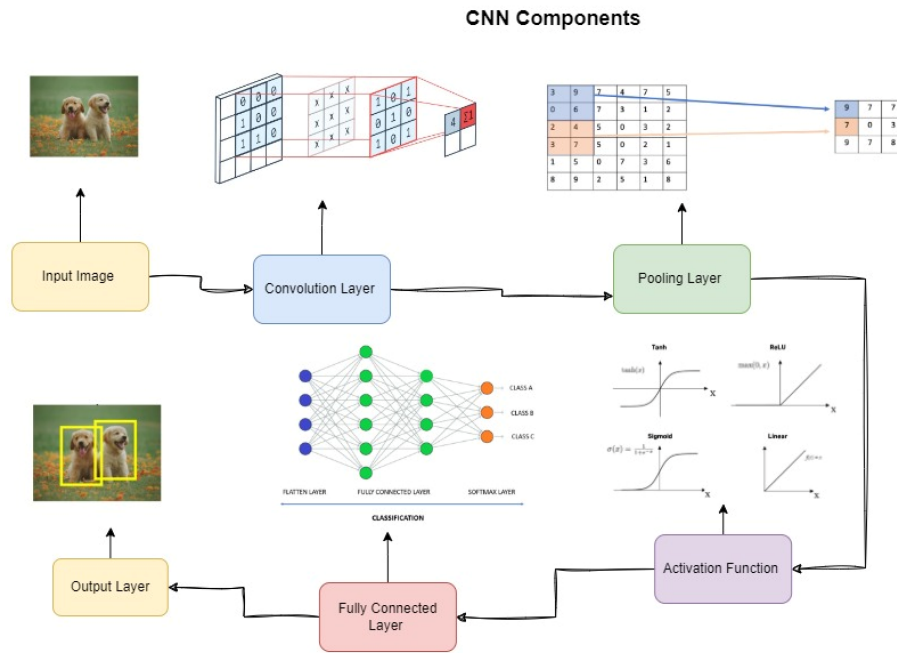 CNN Components
0 0 0
1 0 0
1 1 0
x x x
x x x
x x x
1 0 1
0 1 0
1 0 1
4 Σ1
3 9 7 4 7 5
0 6 7 3 1 2
2 4 5 0 3 2
3 7 5 0 2 1
1 5 0 7 3 6
8 9 2 5 1 8
9 7 7
7 0 3
9 7 8
Input Image
Convolution Layer
Pooling Layer
Tanh
tanh(x)
X
ReLU
max(0, x)
X
Sigmoid
σ(x) = 1/(1+e^-x)
X
Linear
f(x) = x
X
CLASS A
CLASS B
CLASS C
FLATTEN LAYER FULLY CONNECTED LAYER SOFTMAX LAYER
CLASSIFICATION
Activation Function
Fully Connected
Layer
Output Layer